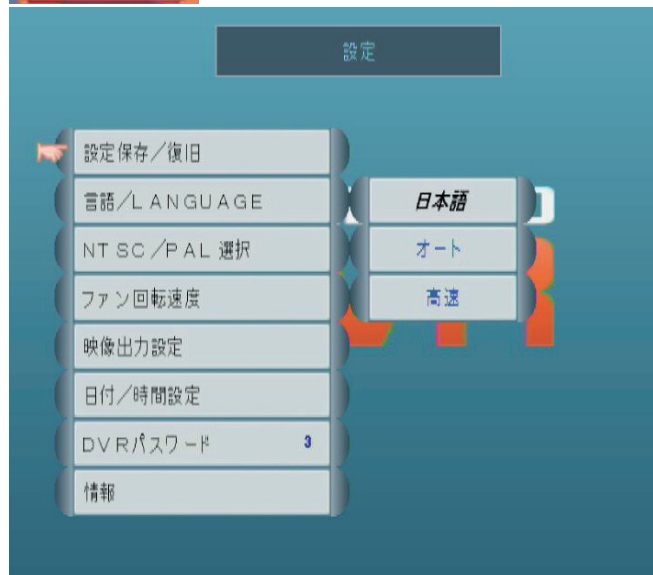 設定
設定保存／復旧
言語／LANGUAGE 日本語
NTSC／PAL 選択 オート
ファン回転速度 高速
映像出力設定
日付／時間設定
DVRパスワード 3
情報